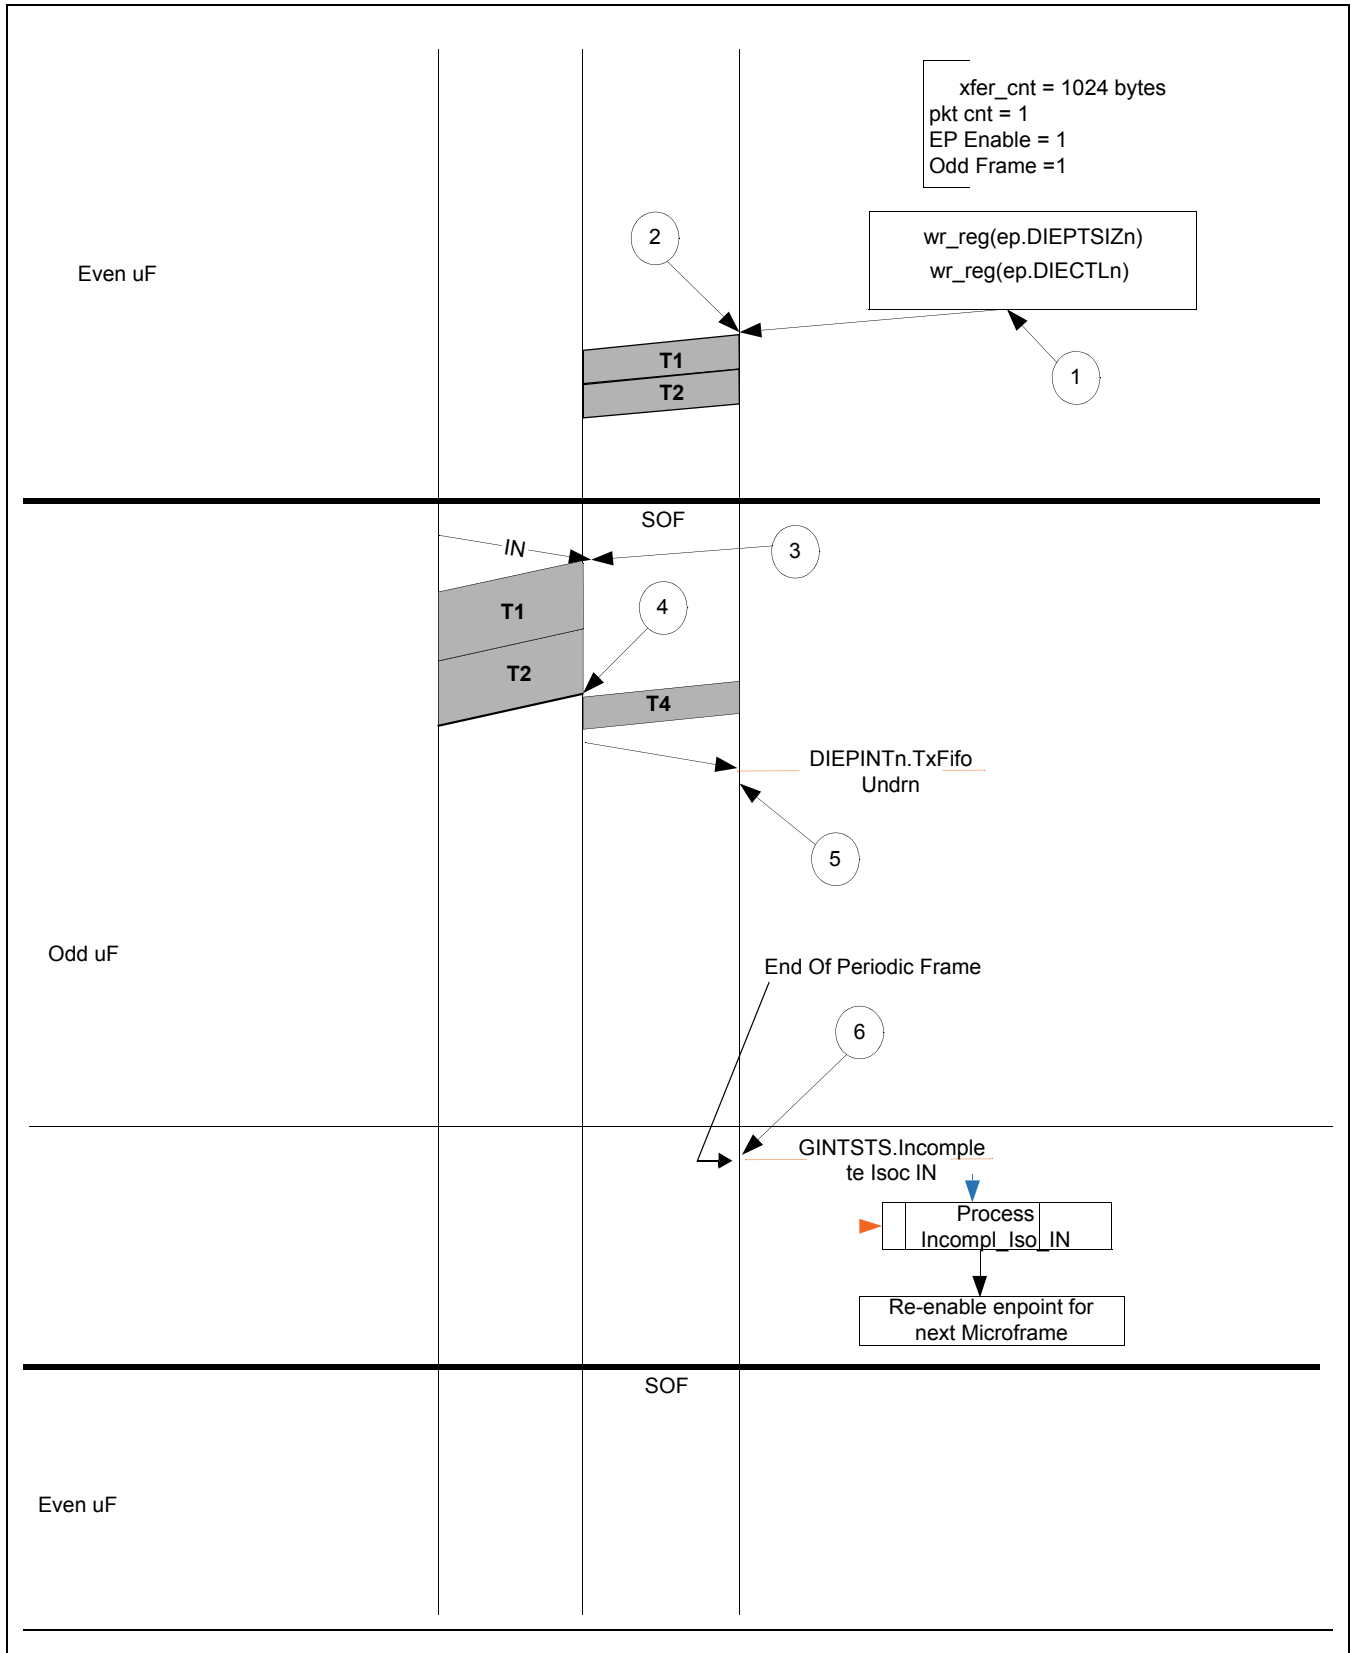 xfer_cnt = 1024 bytes
pkt cnt = 1
EP Enable = 1
Odd Frame =1
2
wr_reg(ep.DIEPTSIZn)
wr_reg(ep.DIECTLn)
Even uF
T1
1
T2
SOF
IN
3
T1
4
T2
T4
DIEPINTn.TxFifo
Undrn
5
Odd uF
End Of Periodic Frame
6
GINTSTS.Incomple
te Isoc IN
Process
Incompl_Iso_IN
Re-enable enpoint for
next Microframe
SOF
Even uF